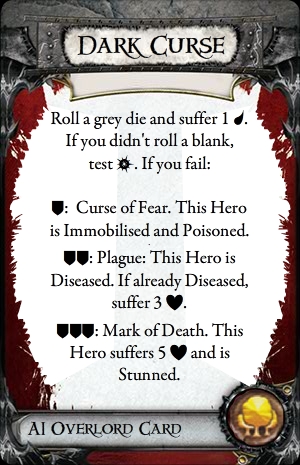 DARK CURSE
Roll a grey die and suffer 1 .
If you didn't roll a blank,
test . If you fail:
: Curse of Fear. This Hero
is Immobilised and Poisoned.
: Plague: This Hero is
Diseased. If already Diseased,
suffer 3 .
: Mark of Death. This
Hero suffers 5 and is
Stunned.
AI OVERLORD CARD